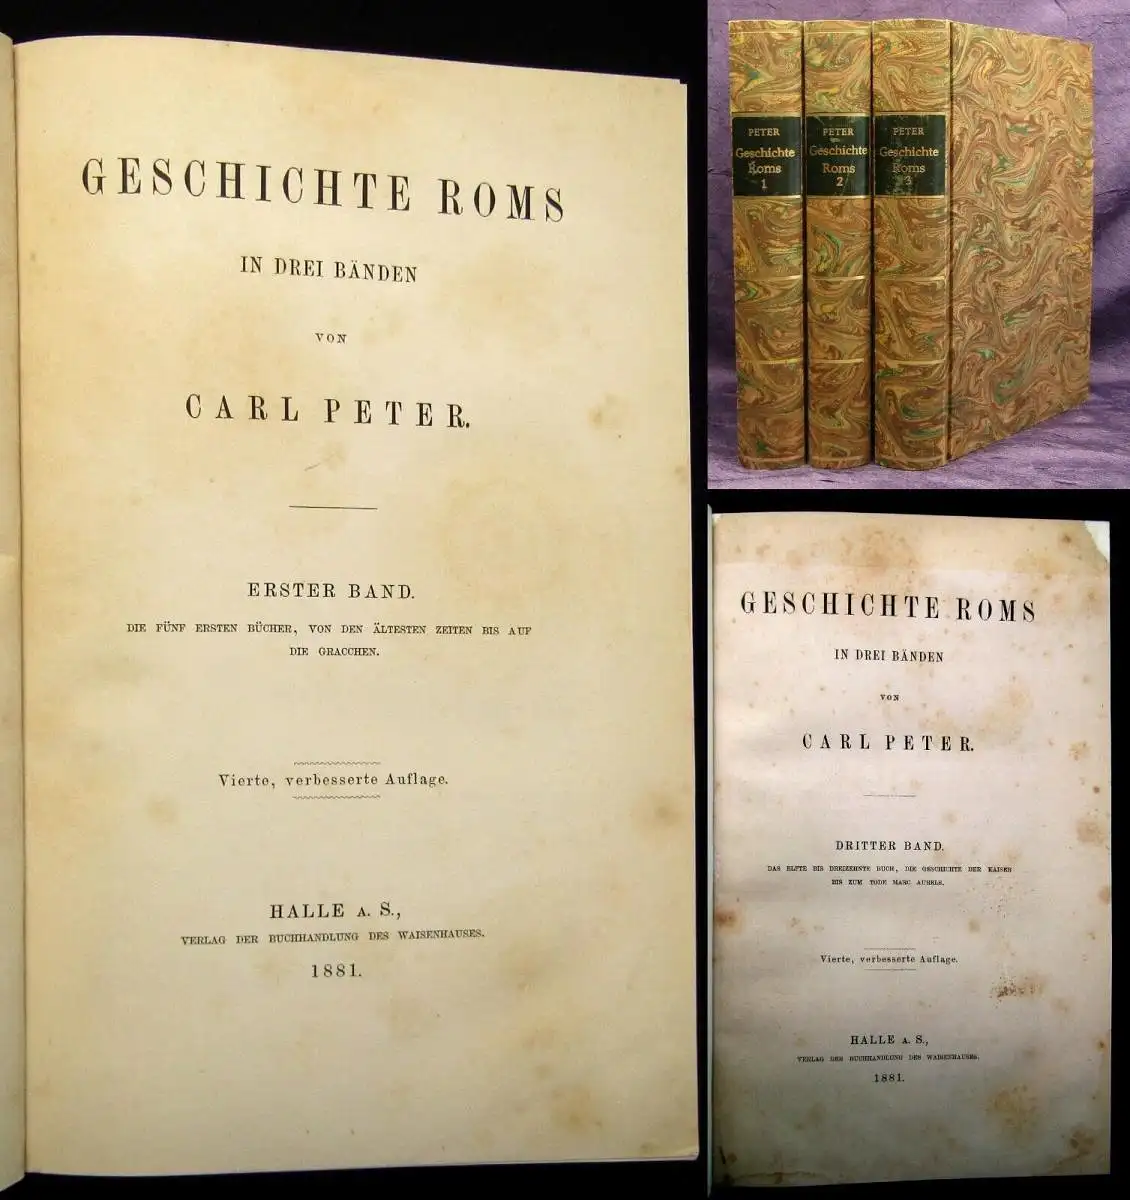 GESCHICHTE ROMS
IN DREI BÄNDEN
VON
CARL PETER.
ERSTER BAND.
DIE FÜNF ERSTEN BÜCHER, VON DEN ÄLTESTEN ZEITEN BIS AUF
DIE GRACCHEN.
Vierte, verbesserte Auflage.
HALLE A. S.,
VERLAG DER BUCHHANDLUNG DES WAISENHAUSES.
1881.
PETER
Geschichte
Roms
1
PETER
Geschichte
Roms
2
PETER
Geschichte
Roms
3
GESCHICHTE ROMS
IN DREI BÄNDEN
VON
CARL PETER.
DRITTER BAND.
DAS ELFTE BIS DREIZEHNTE BUCH, DIE GESCHICHTE DER KAISER
BIS ZUM TODE MARC AURELS.
Vierte, verbesserte Auflage.
HALLE A. S.,
VERLAG DER BUCHHANDLUNG DES WAISENHAUSES.
1881.